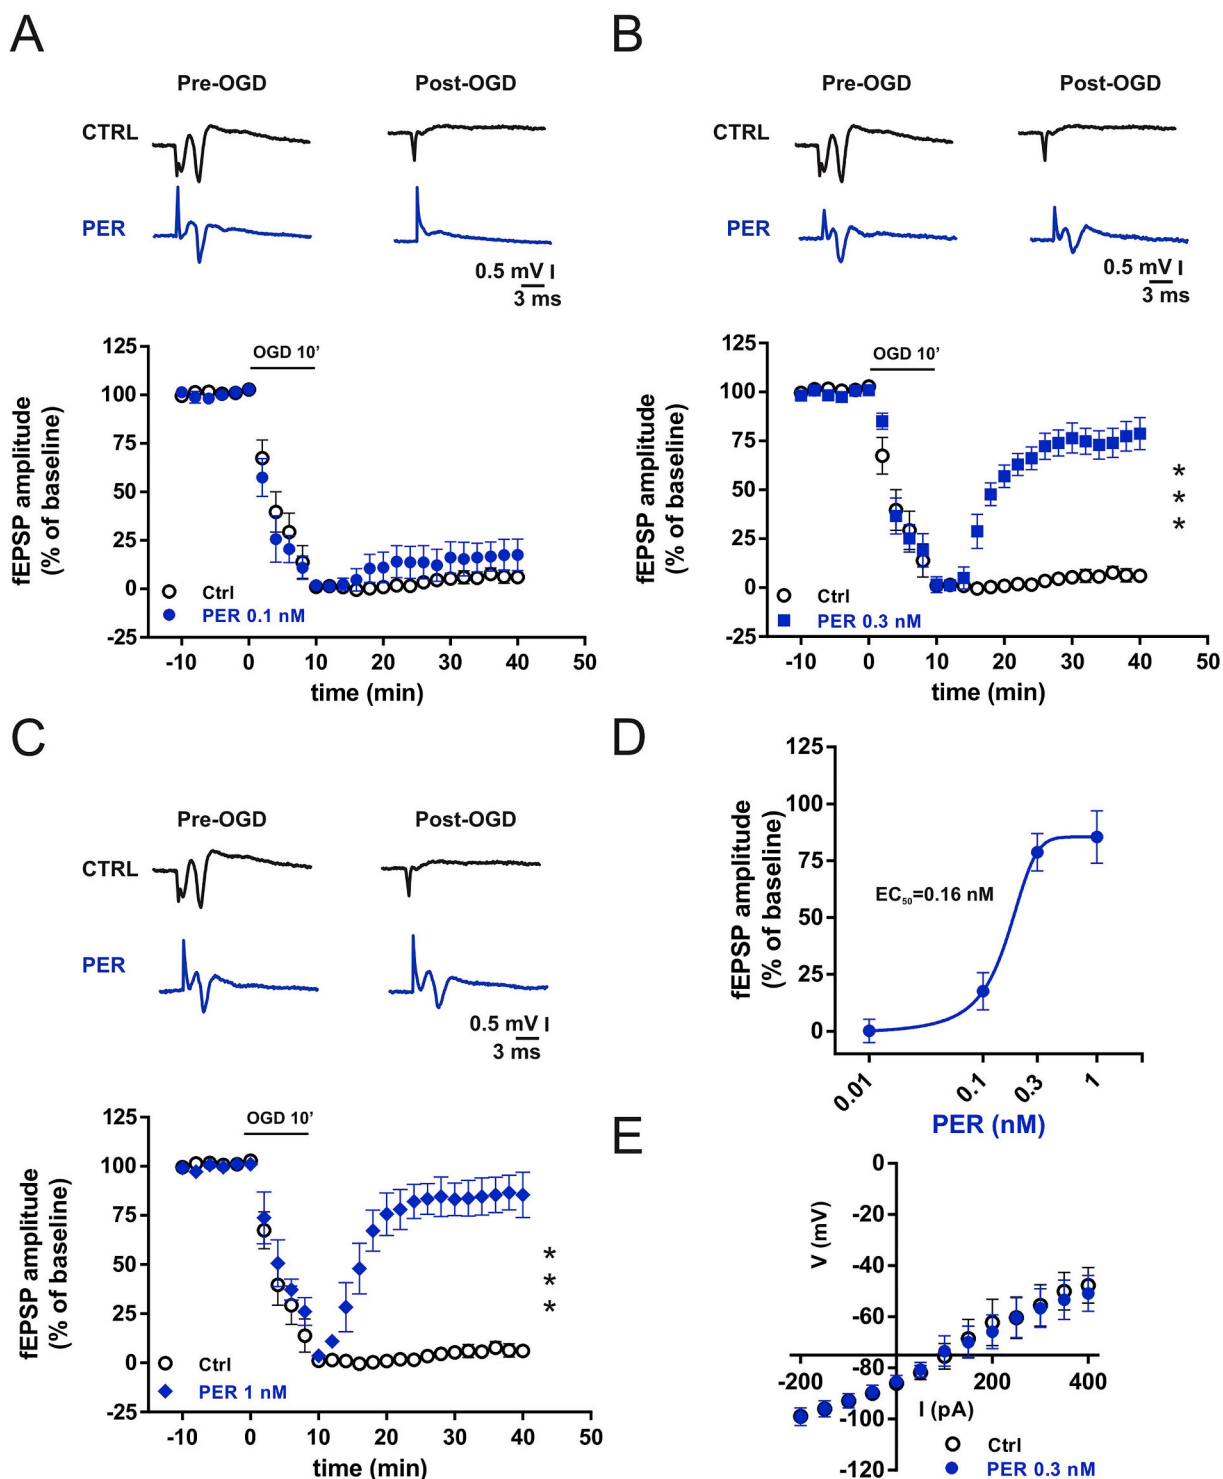 A
Pre-OGD
Post-OGD
CTRL
PER
0.5 mV
3 ms
OGD 10’
125
100
75
50
25
0
-25
fEPSP amplitude
(% of baseline)
Ctrl
PER 0.1 nM
-10 0 10 20 30 40 50
time (min)
B
Pre-OGD
Post-OGD
CTRL
PER
0.5 mV
3 ms
OGD 10’
125
100
75
50
25
0
-25
fEPSP amplitude
(% of baseline)
Ctrl
PER 0.3 nM
* * *
-10 0 10 20 30 40 50
time (min)
C
Pre-OGD
Post-OGD
CTRL
PER
0.5 mV
3 ms
OGD 10’
125
100
75
50
25
0
-25
fEPSP amplitude
(% of baseline)
Ctrl
PER 1 nM
* * *
-10 0 10 20 30 40 50
time (min)
D
125
100
75
50
25
0
fEPSP amplitude
(% of baseline)
EC50=0.16 nM
0.01 0.1 0.3 1
PER (nM)
E
0
-20
-40
-60
-80
-100
-120
V (mV)
-200 200 400
I (pA)
Ctrl
PER 0.3 nM